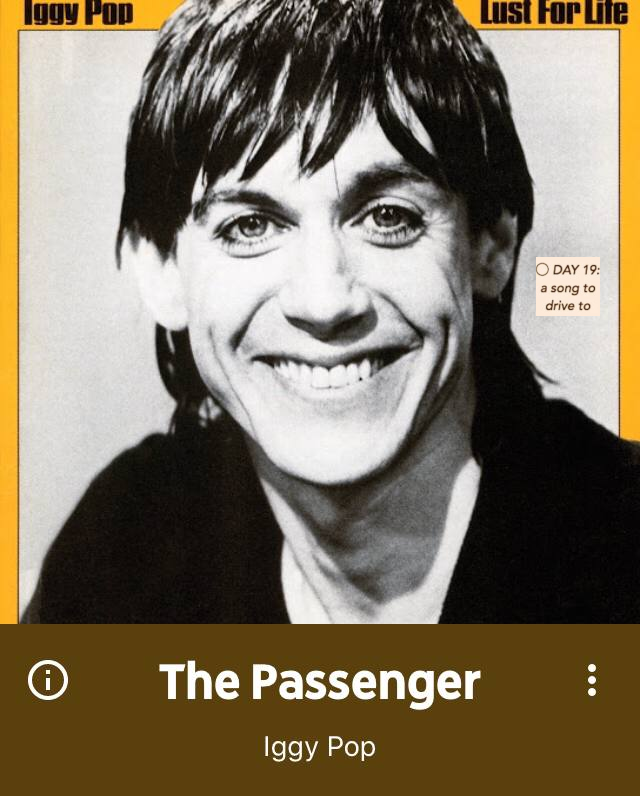 Iggy Pop
Lust For Life
DAY 19:
a song to
drive to
The Passenger
Iggy Pop